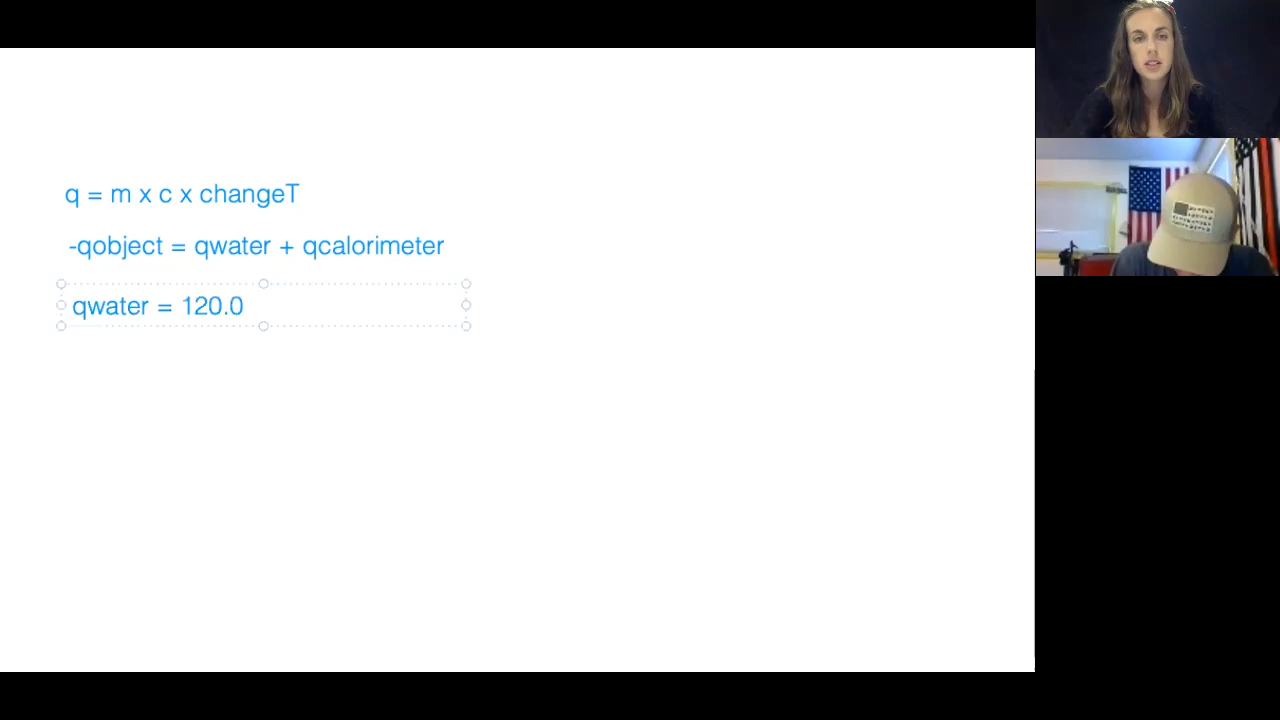 q = m x c x changeT
-qobject = qwater + qcalorimeter
qwater = 120.0